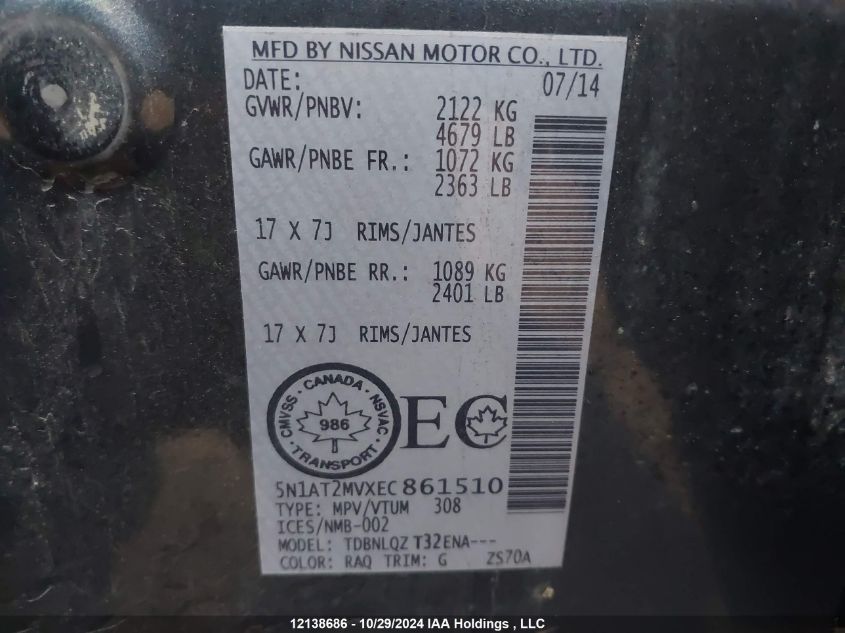 MFD BY NISSAN MOTOR CO., LTD.
DATE: 07/14
GVWR/PNBV: 2122 KG
4679 LB
GAWR/PNBE FR.: 1072 KG
2363 LB
17 X 7J RIMS/JANTES
GAWR/PNBE RR.: 1089 KG
2401 LB
17 X 7J RIMS/JANTES
CMVSS · CANADA · NSVAC · TRANSPORT ·
986
EC
5N1AT2MVXEC861510
TYPE: MPV/VTUM 308
ICES/NMB-002
MODEL: TDBNLQZ T32ENA---
COLOR: RAQ TRIM: G ZS70A
12138686 - 10/29/2024 IAA Holdings , LLC